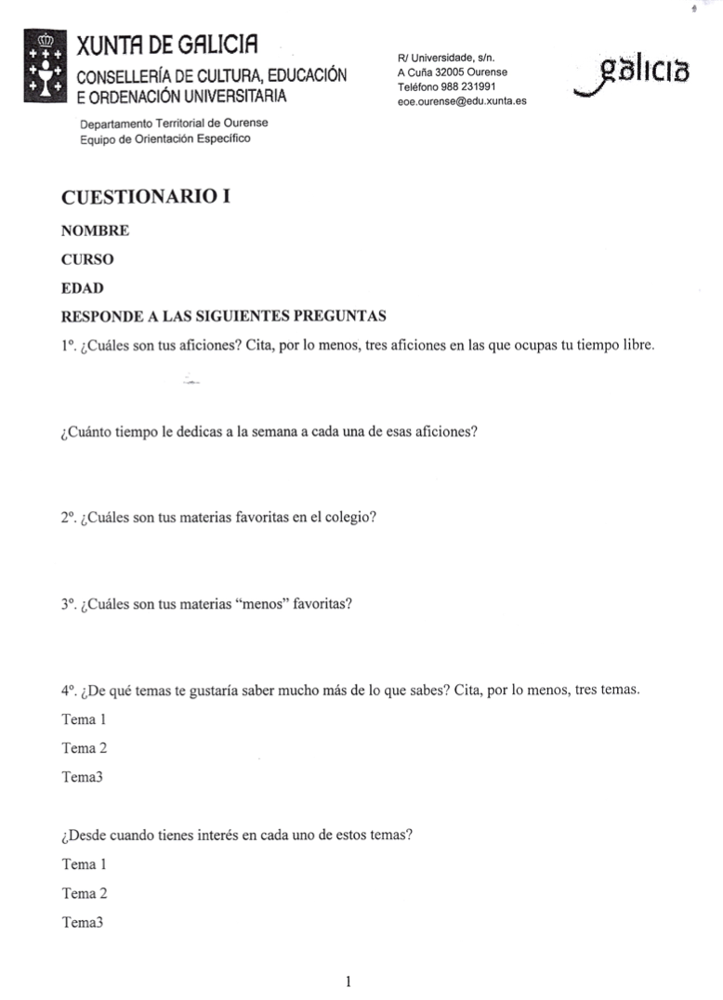 XUNTA DE GALICIA
CONSELLERÍA DE CULTURA, EDUCACIÓN
E ORDENACIÓN UNIVERSITARIA
Departamento Territorial de Ourense
Equipo de Orientación Específico
R/ Universidade, s/n.
A Cuña 32005 Ourense
Teléfono 988 231991
eoe.ourense@edu.xunta.es
galicia
CUESTIONARIO I
NOMBRE
CURSO
EDAD
RESPONDE A LAS SIGUIENTES PREGUNTAS
1º. ¿Cuáles son tus aficiones? Cita, por lo menos, tres aficiones en las que ocupas tu tiempo libre.
¿Cuánto tiempo le dedicas a la semana a cada una de esas aficiones?
2º. ¿Cuáles son tus materias favoritas en el colegio?
3º. ¿Cuáles son tus materias “menos” favoritas?
4º. ¿De qué temas te gustaría saber mucho más de lo que sabes? Cita, por lo menos, tres temas.
Tema 1
Tema 2
Tema3
¿Desde cuando tienes interés en cada uno de estos temas?
Tema 1
Tema 2
Tema3
1